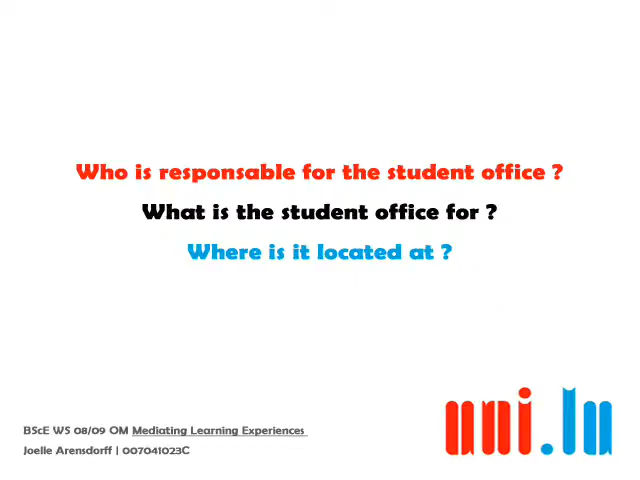 Who is responsable for the student office ?
What is the student office for ?
Where is it located at ?
BScE WS 08/09 OM Mediating Learning Experiences
Joelle Arensdorff | 007041023C
uni.lu